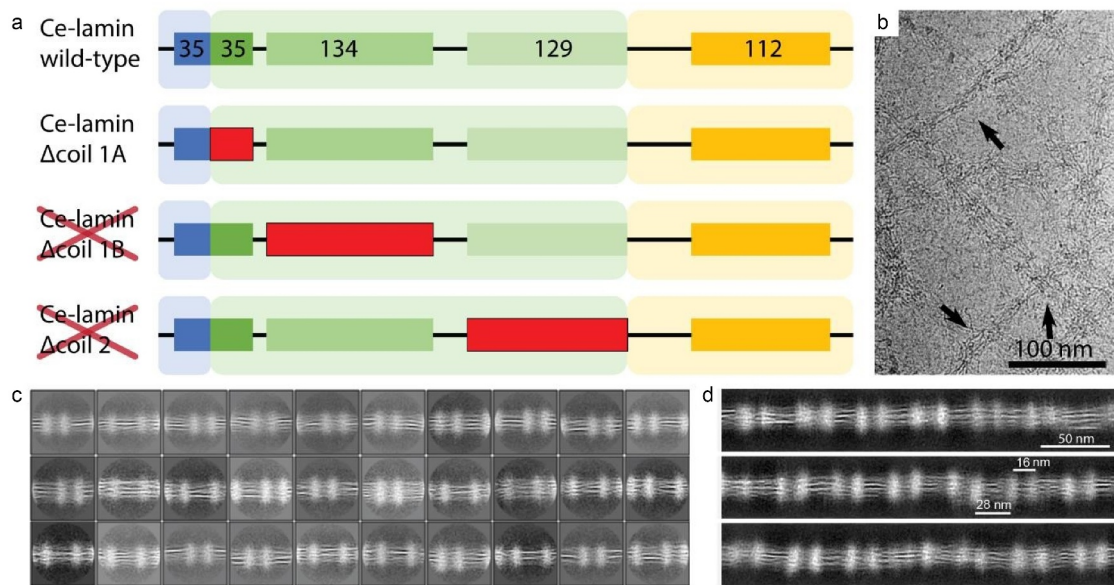 a
Ce-lamin
wild-type
35 35 134 129 112
Ce-lamin
Δcoil 1A
Ce-lamin
Δcoil 1B
Ce-lamin
Δcoil 2
b
100 nm
c
d
50 nm
16 nm
28 nm